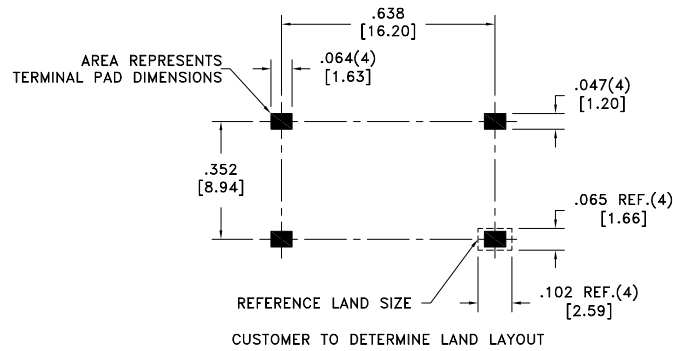 .638
[16.20]
AREA REPRESENTS
TERMINAL PAD DIMENSIONS
.064(4)
[1.63]
.047(4)
[1.20]
.352
[8.94]
.065 REF.(4)
[1.66]
REFERENCE LAND SIZE
.102 REF.(4)
[2.59]
CUSTOMER TO DETERMINE LAND LAYOUT